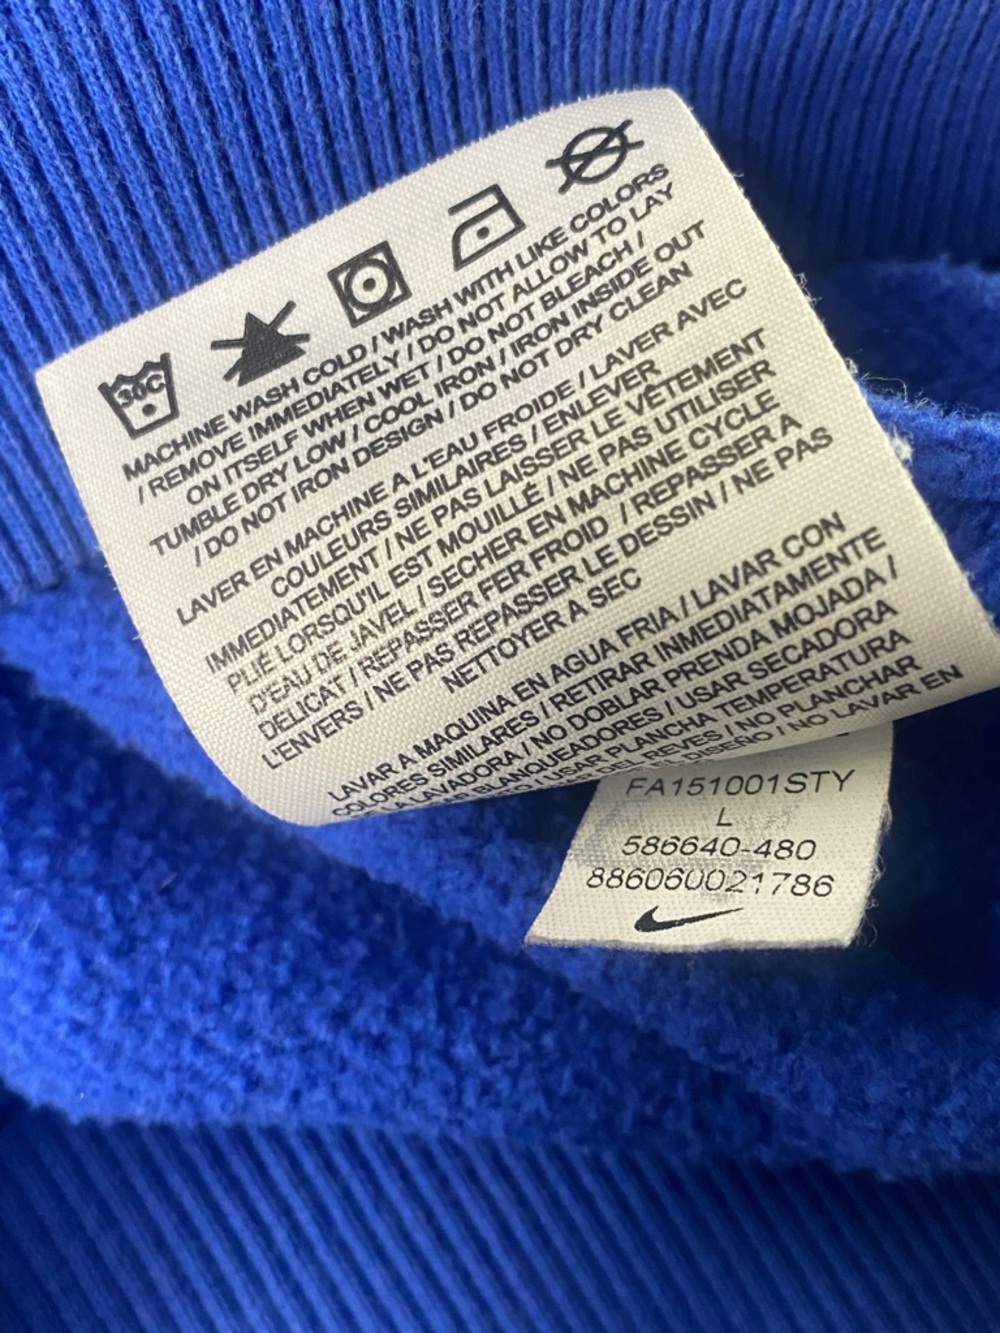 30C
MACHINE WASH COLD / WASH WITH LIKE COLORS
/ REMOVE IMMEDIATELY / DO NOT ALLOW TO LAY
ON ITSELF WHEN WET / DO NOT BLEACH /
TUMBLE DRY LOW / COOL IRON / IRON INSIDE OUT
/ DO NOT IRON DESIGN / DO NOT DRY CLEAN
LAVER EN MACHINE A L'EAU FROIDE / LAVER AVEC
COULEURS SIMILAIRES / ENLEVER
IMMEDIATEMENT / NE PAS LAISSER LE VÊTEMENT
PLIÉ LORSQU'IL EST MOUILLÉ / NE PAS UTILISER
D'EAU DE JAVEL / SECHER EN MACHINE CYCLE
DELICAT / REPASSER FER FROID / REPASSER A
L'ENVERS / NE PAS REPASSER LE DESSIN / NE PAS
NETTOYER A SEC
LAVAR A MAQUINA EN AGUA FRIA / LAVAR CON
COLORES SIMILARES / RETIRAR INMEDIATAMENTE
LA LAVADORA / NO DOBLAR PRENDA MOJADA /
BLANQUEADORES / USAR SECADORA
/ USAR PLANCHA TEMPERATURA
DEL REVES / NO PLANCHAR
EL DISEÑO / NO LAVAR EN
FA151001STY
L
586640-480
886060021786